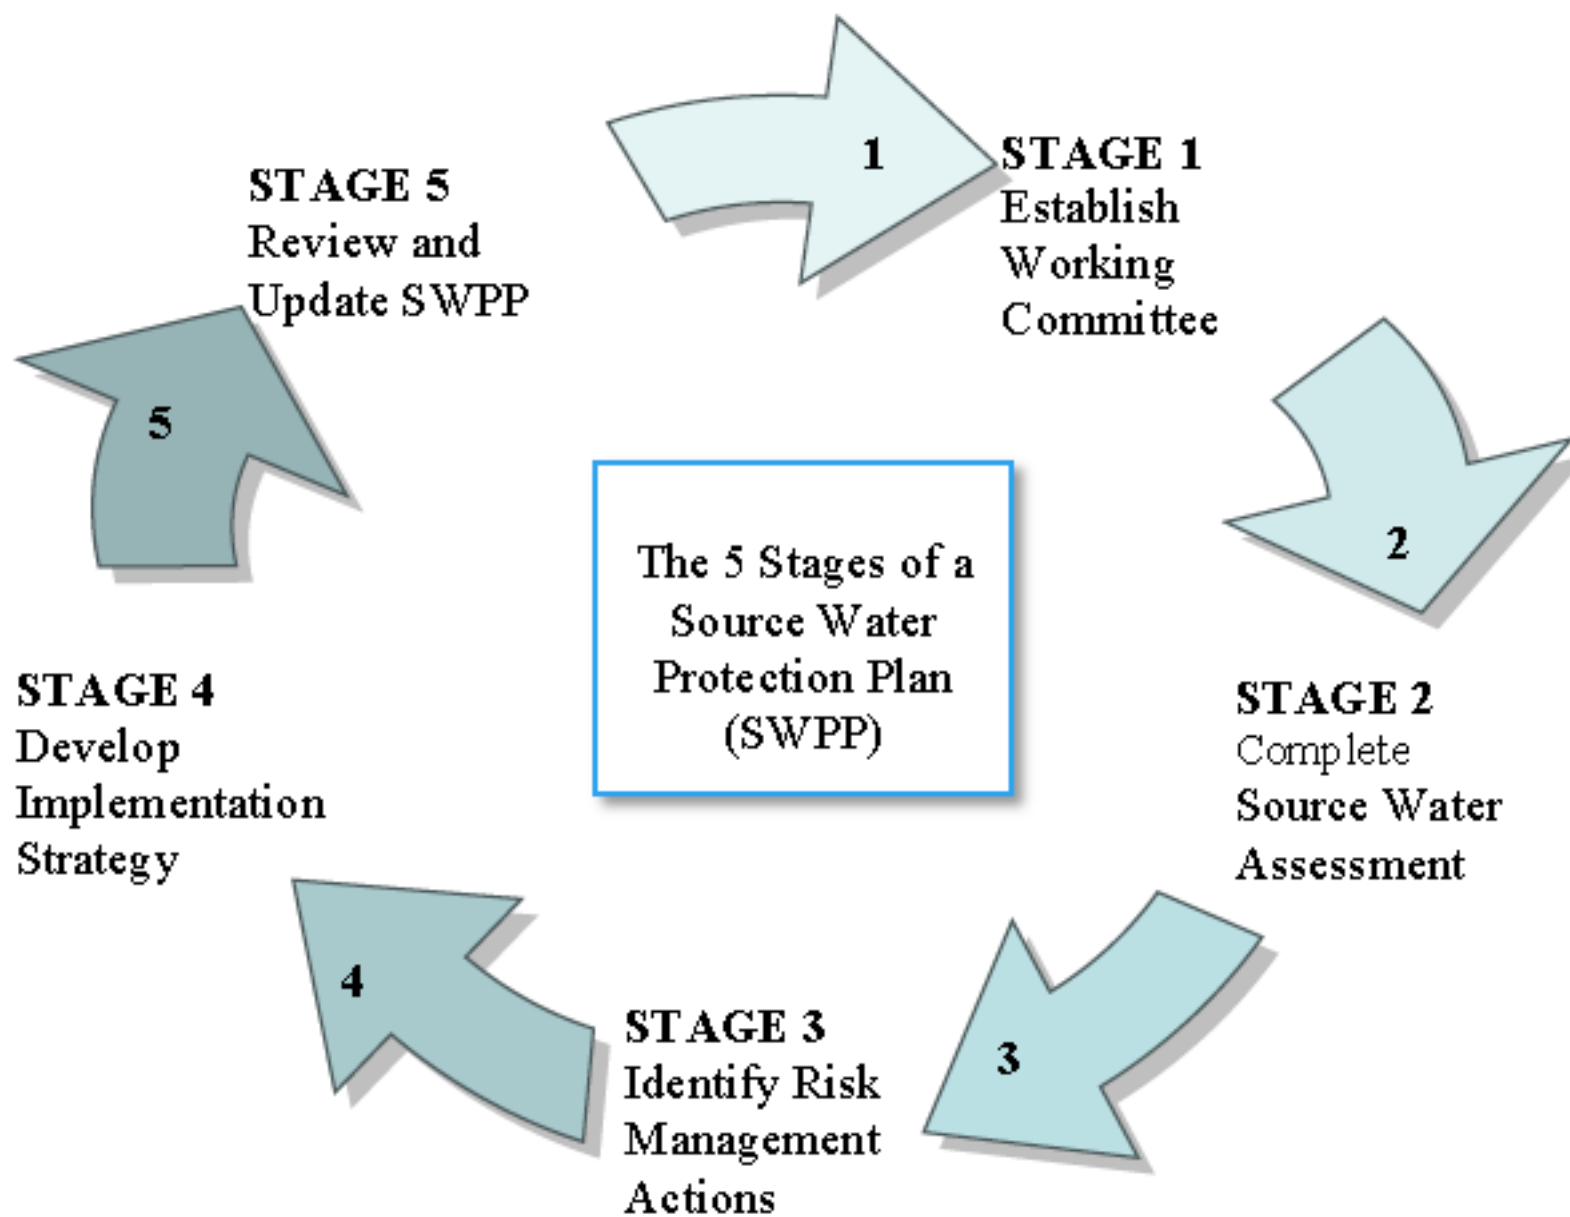 1
STAGE 1
Establish
Working
Committee
2
STAGE 2
Complete
Source Water
Assessment
3
STAGE 3
Identify Risk
Management
Actions
4
STAGE 4
Develop
Implementation
Strategy
5
STAGE 5
Review and
Update SWPP
The 5 Stages of a
Source Water
Protection Plan
(SWPP)